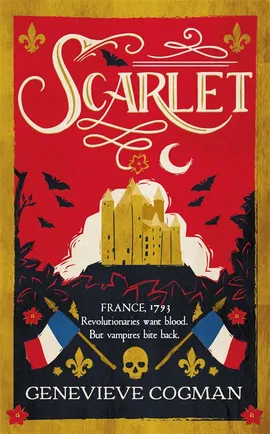 SCARLET
FRANCE, 1793
Revolutionaries want blood.
But vampires bite back.
GENEVIEVE COGMAN